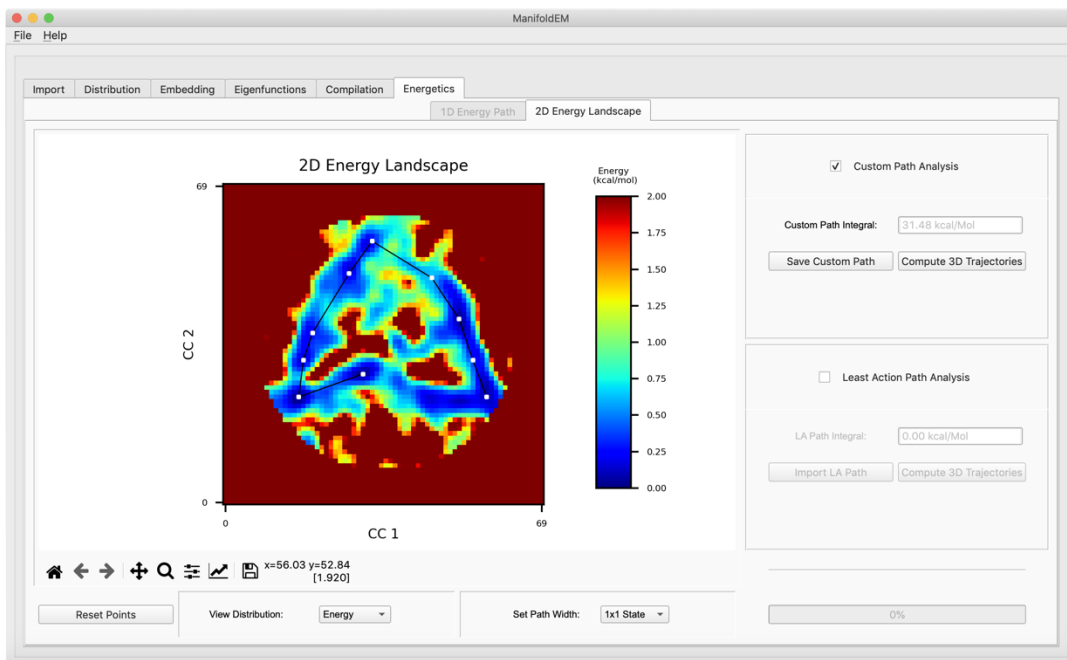 ManifoldEM
File Help
Import Distribution Embedding Eigenfunctions Compilation Energetics
1D Energy Path 2D Energy Landscape
2D Energy Landscape
69
CC 2
0
0 69
CC 1
Energy
(kcal/mol)
2.00
1.75
1.50
1.25
1.00
0.75
0.50
0.25
0.00
Custom Path Analysis
Custom Path Integral: 31.48 kcal/Mol
Save Custom Path Compute 3D Trajectories
Least Action Path Analysis
LA Path Integral: 0.00 kcal/Mol
Import LA Path Compute 3D Trajectories
x=56.03 y=52.84
[1.920]
Reset Points View Distribution: Energy Set Path Width: 1x1 State 0%